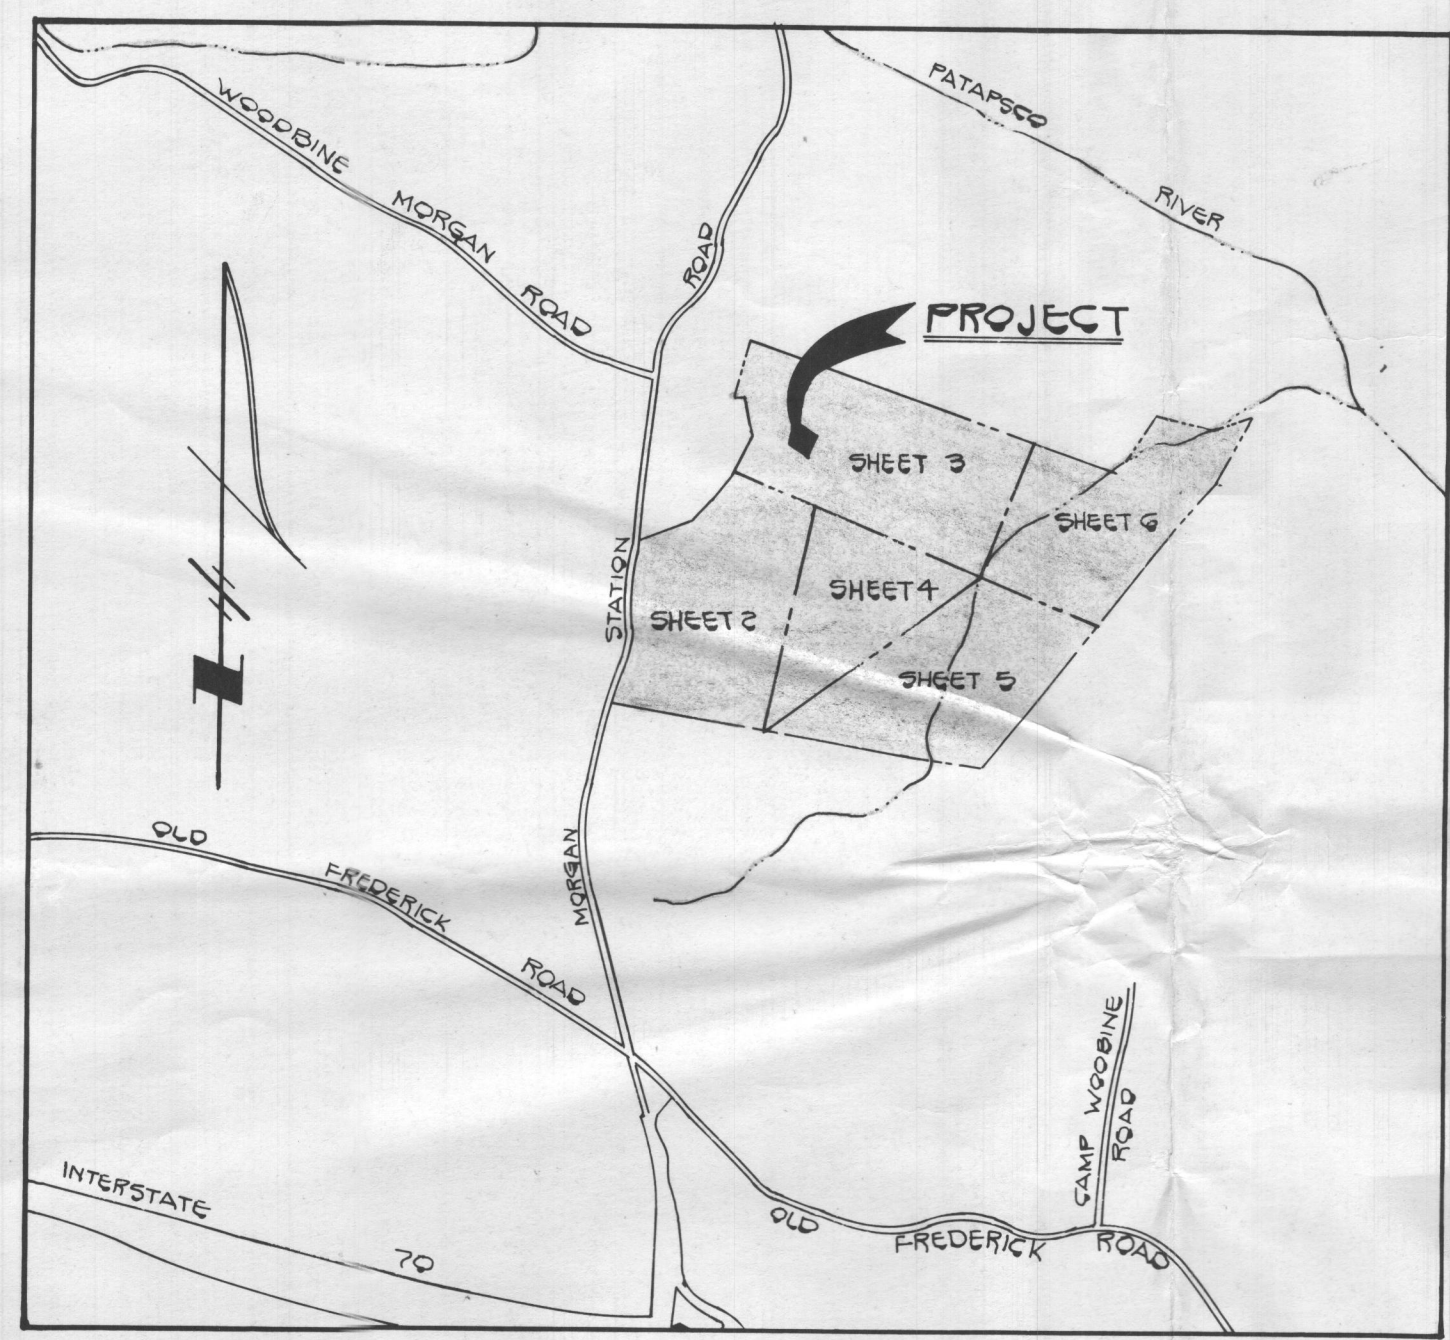 WOODBINE MORGAN ROAD
PATAPSCO RIVER
MORGAN STATION ROAD
PROJECT
SHEET 3
SHEET 6
SHEET 4
SHEET 2
SHEET 5
OLD FREDERICK ROAD
CAMP WOODBINE
ROAD
INTERSTATE 70
OLD FREDERICK ROAD